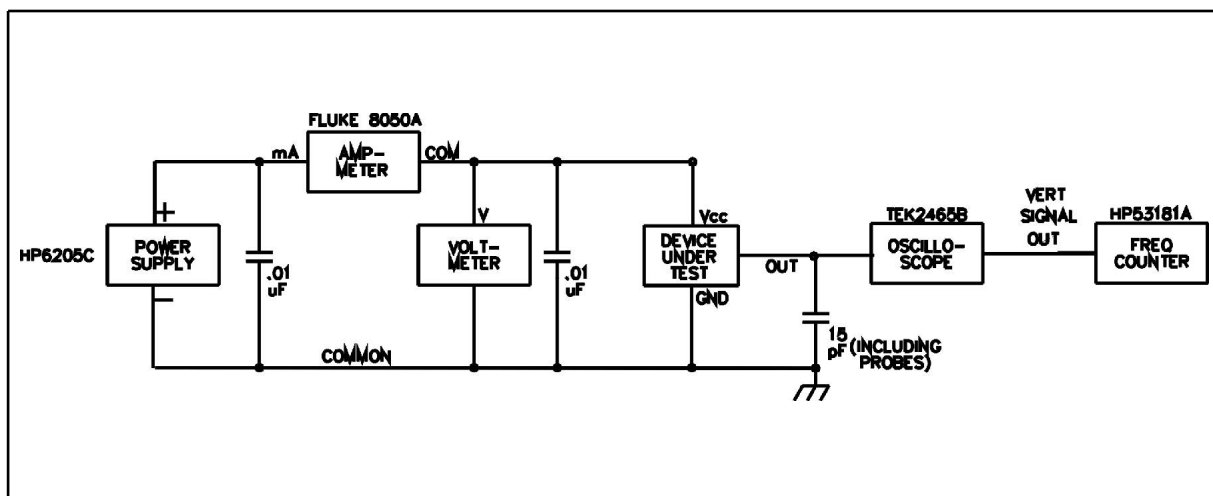 FLUKE 8050A
mA
AMP-
METER
COM
+
HP6205C
POWER
SUPPLY
−
.01
uF
V
VOLT-
METER
.01
uF
Vcc
DEVICE
UNDER
TEST
GND
OUT
15
pF (INCLUDING
PROBES)
COMMON
TEK2465B
OSCILLO-
SCOPE
VERT
SIGNAL
OUT
HP53181A
FREQ
COUNTER